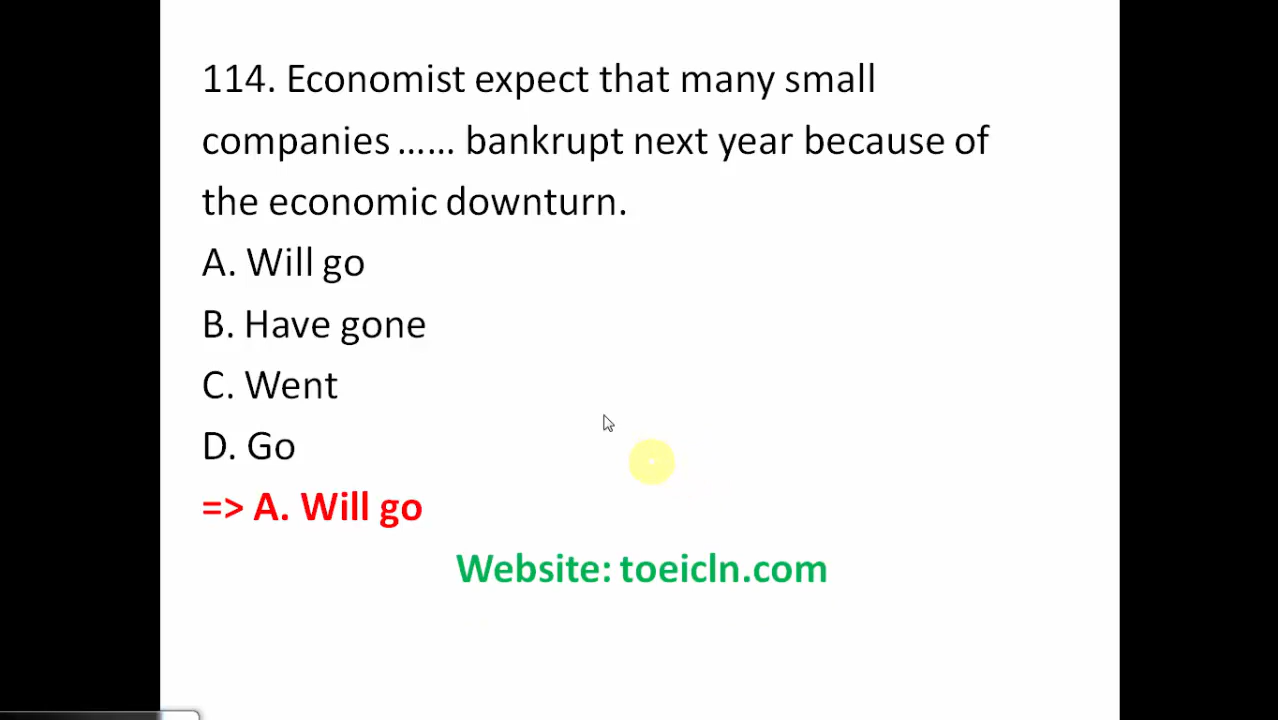 114. Economist expect that many small
companies ...... bankrupt next year because of
the economic downturn.
A. Will go
B. Have gone
C. Went
D. Go
=> A. Will go
Website: toeicln.com